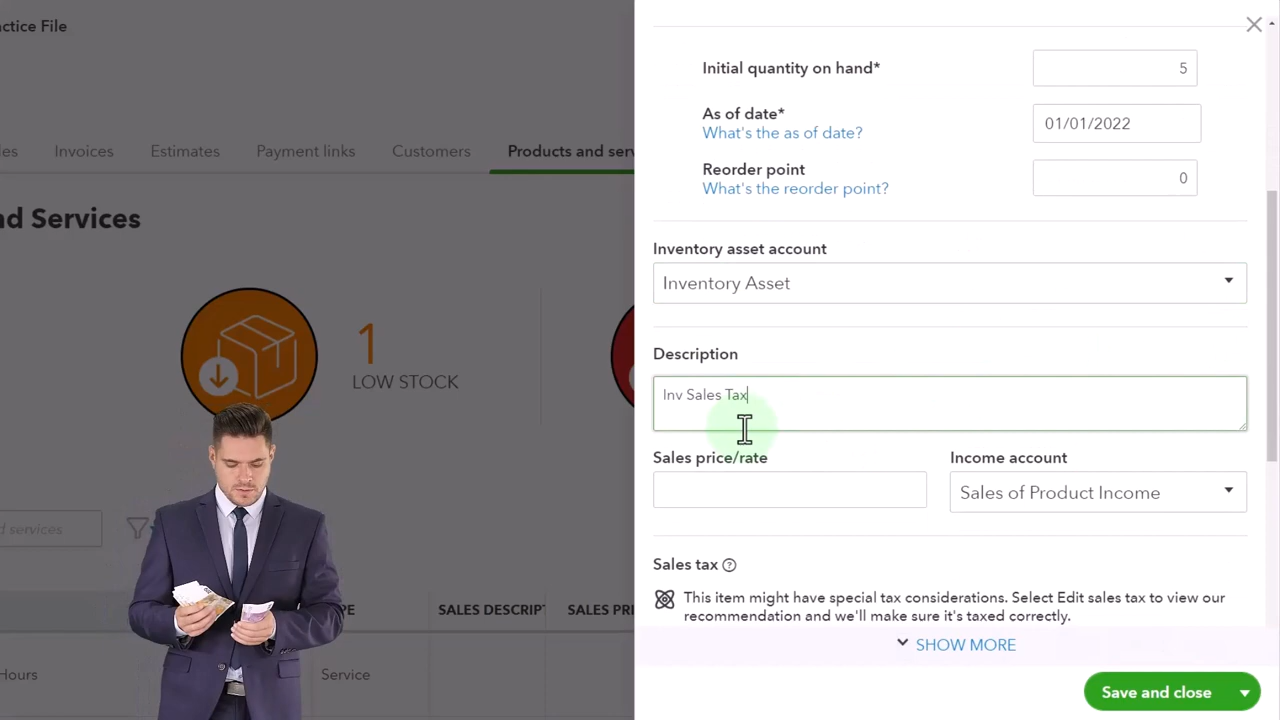 ctice File
les Invoices Estimates Payment links Customers Products and serv
nd Services
1
LOW STOCK
d services
PE SALES DESCRIPT SALES PRI
Hours Service
Initial quantity on hand* 5
As of date* 01/01/2022
What's the as of date?
Reorder point 0
What's the reorder point?
Inventory asset account
Inventory Asset
Description
Inv Sales Tax
Sales price/rate Income account
Sales of Product Income
Sales tax
This item might have special tax considerations. Select Edit sales tax to view our
recommendation and we'll make sure it's taxed correctly.
SHOW MORE
Save and close